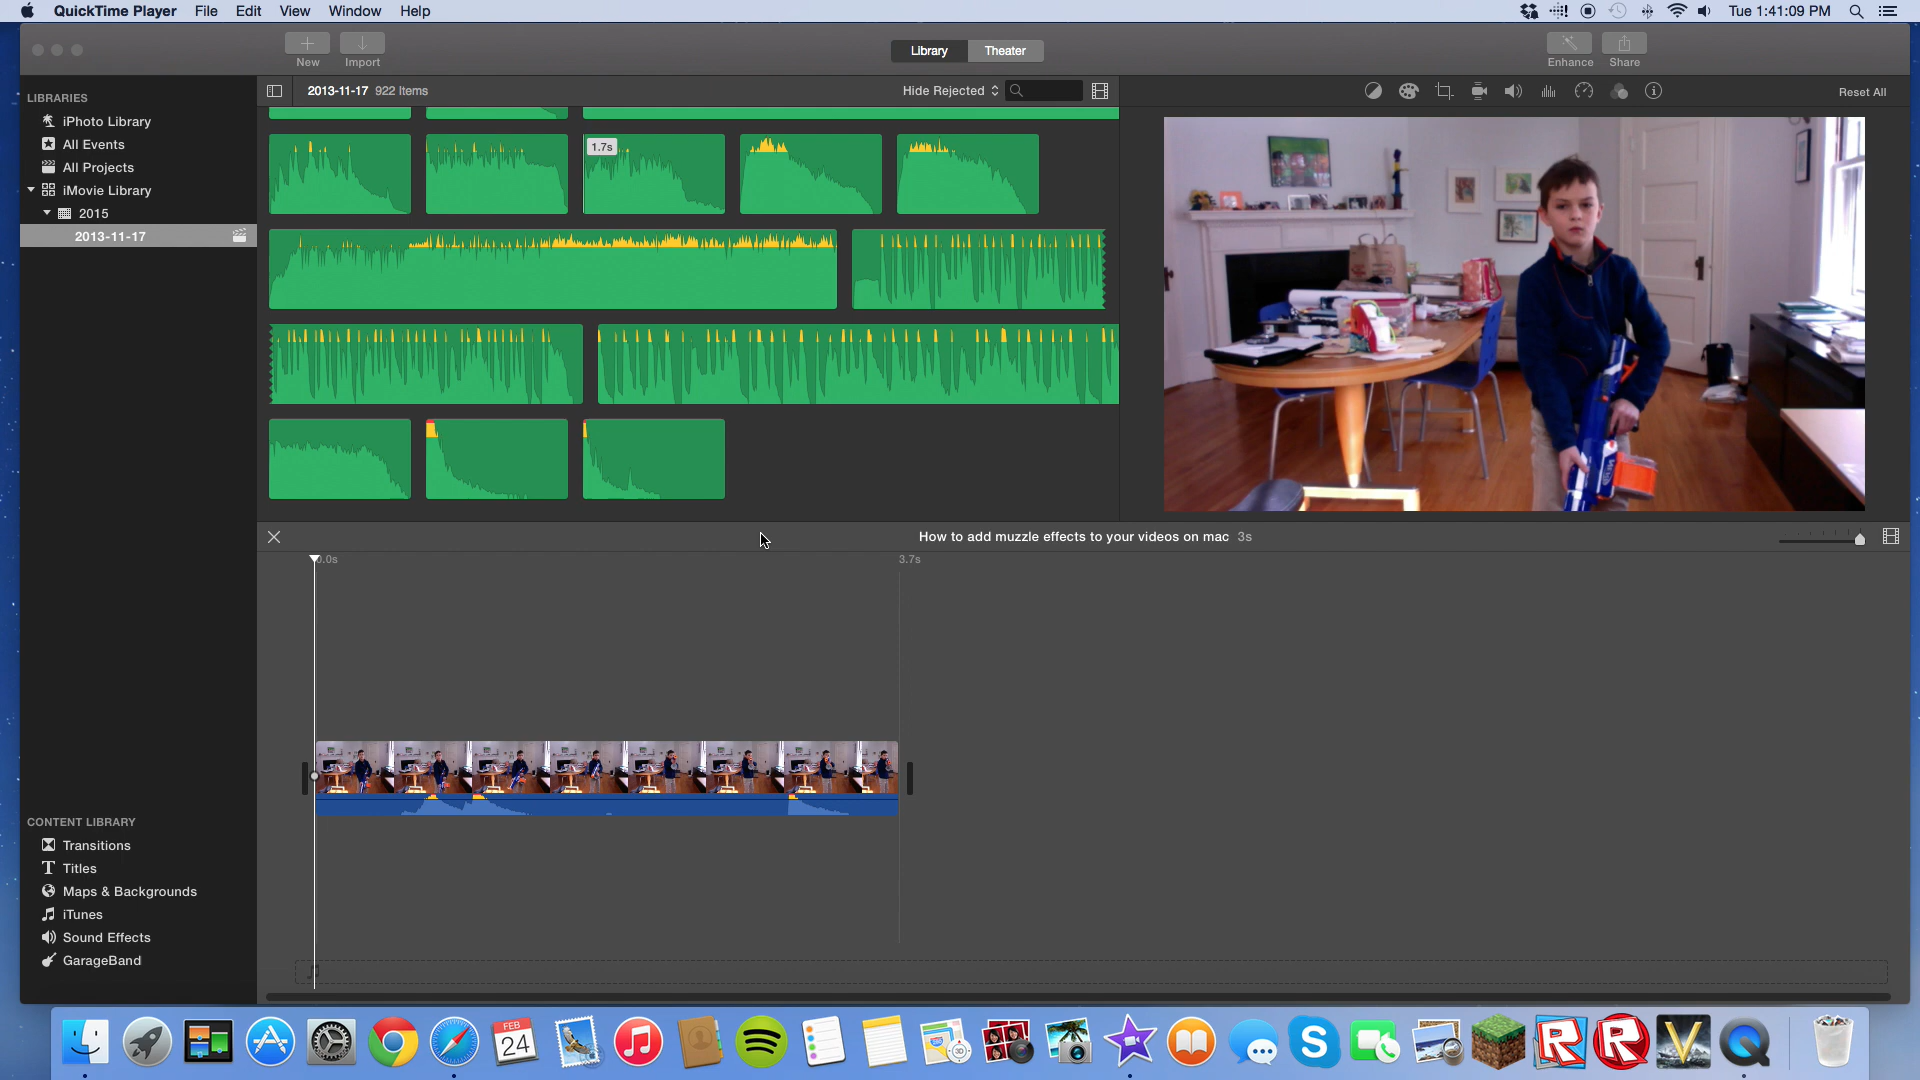 QuickTime Player File Edit View Window Help Tue 1:41:09 PM
New Import Library Theater Enhance Share
LIBRARIES
iPhoto Library
All Events
All Projects
iMovie Library
2015
2013-11-17
2013-11-17 922 Items Hide Rejected
Reset All
1.7s
How to add muzzle effects to your videos on mac 3s
0.0s 3.7s
CONTENT LIBRARY
Transitions
Titles
Maps & Backgrounds
iTunes
Sound Effects
GarageBand
FEB
24